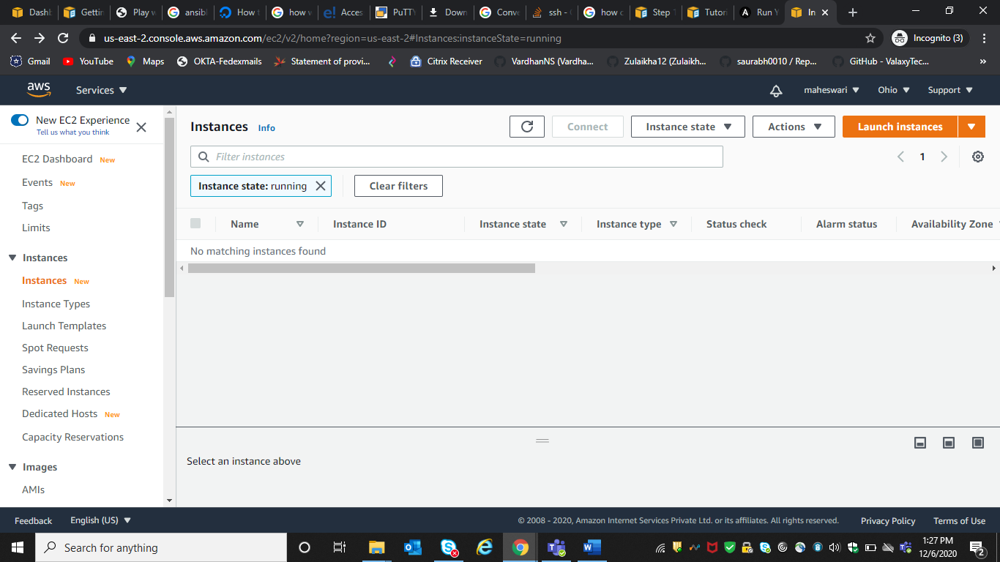 Dashl
Gettin
Play w
ansibl
How t
how w
Acces
PuTTY
Down
Conve
ssh - 
how c
Step 1
Tutori
Run Y
In
us-east-2.console.aws.amazon.com/ec2/v2/home?region=us-east-2#Instances:instanceState=running
Incognito (3)
Gmail
YouTube
Maps
OKTA-Fedexmails
Statement of provi...
Citrix Receiver
VardhanNS (Vardha...
Zulaikha12 (Zulaikh...
saurabh0010 / Rep...
GitHub - ValaxyTec...
»
aws
Services
maheswari
Ohio
Support
New EC2 Experience
Tell us what you think
EC2 Dashboard New
Events New
Tags
Limits
Instances
Instances New
Instance Types
Launch Templates
Spot Requests
Savings Plans
Reserved Instances
Dedicated Hosts New
Capacity Reservations
Images
AMIs
Instances Info
Connect
Instance state
Actions
Launch instances
Filter instances
1
Instance state: running
Clear filters
Name
Instance ID
Instance state
Instance type
Status check
Alarm status
Availability Zone
No matching instances found
Select an instance above
Feedback
English (US)
© 2008 - 2020, Amazon Internet Services Private Ltd. or its affiliates. All rights reserved.
Privacy Policy
Terms of Use
Search for anything
1:27 PM
12/6/2020
2